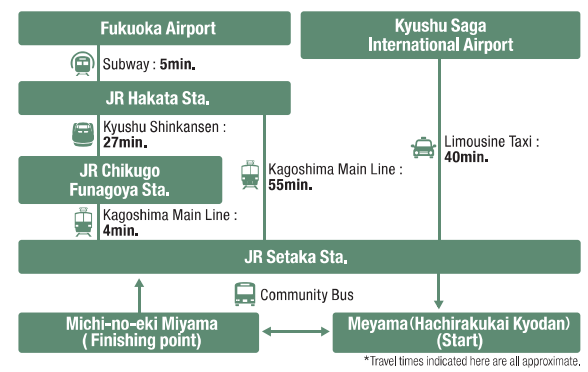 Fukuoka Airport
Kyushu Saga
International Airport
Subway : 5min.
JR Hakata Sta.
Kyushu Shinkansen :
27min.
Limousine Taxi :
40min.
JR Chikugo
Funagoya Sta.
Kagoshima Main Line :
55min.
Kagoshima Main Line :
4min.
JR Setaka Sta.
Community Bus
Michi-no-eki Miyama
( Finishing point)
Meyama (Hachirakukai Kyodan)
(Start)
*Travel times indicated here are all approximate.